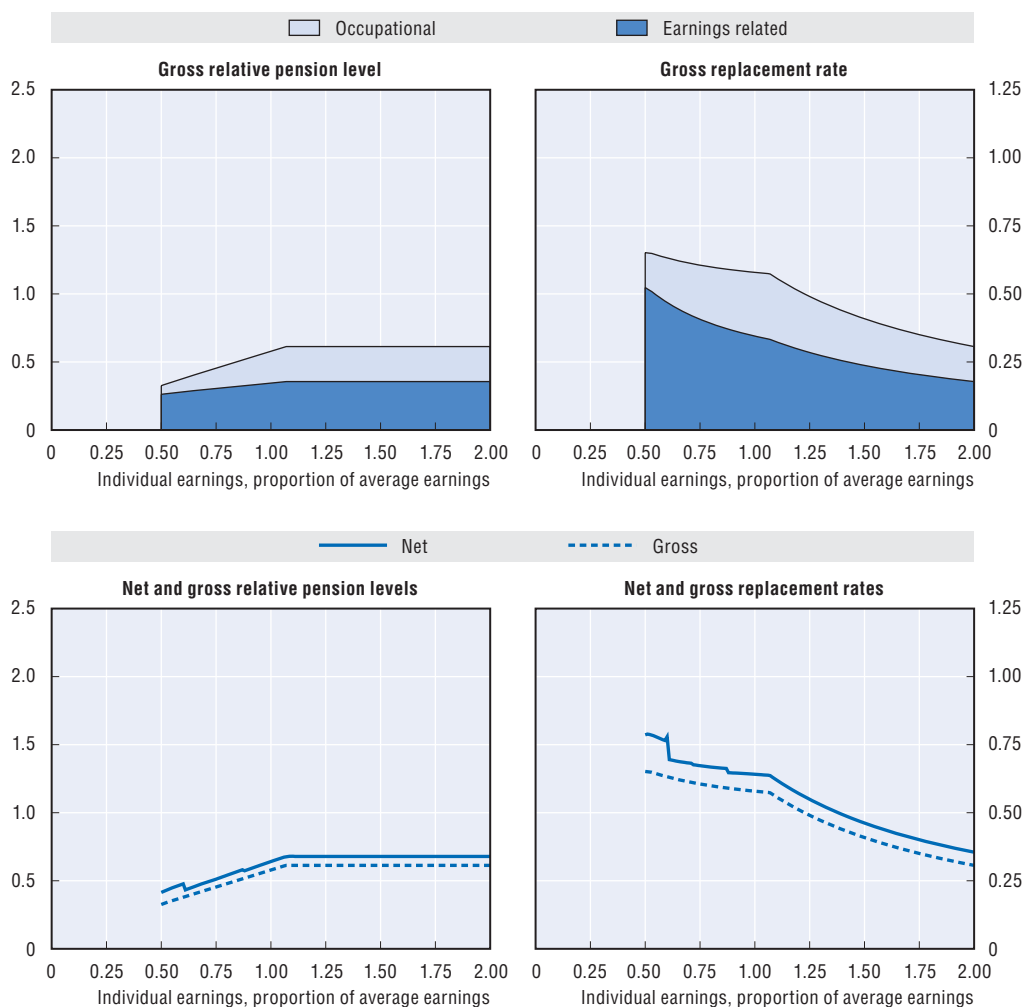 Occupational Earnings related
Gross relative pension level
Gross replacement rate
2.5
2.0
1.5
1.0
0.5
0
1.25
1.00
0.75
0.50
0.25
0
0 0.25 0.50 0.75 1.00 1.25 1.50 1.75 2.00
0 0.25 0.50 0.75 1.00 1.25 1.50 1.75 2.00
Individual earnings, proportion of average earnings
Individual earnings, proportion of average earnings
Net Gross
Net and gross relative pension levels
Net and gross replacement rates
2.5
2.0
1.5
1.0
0.5
0
1.25
1.00
0.75
0.50
0.25
0
0 0.25 0.50 0.75 1.00 1.25 1.50 1.75 2.00
0 0.25 0.50 0.75 1.00 1.25 1.50 1.75 2.00
Individual earnings, proportion of average earnings
Individual earnings, proportion of average earnings